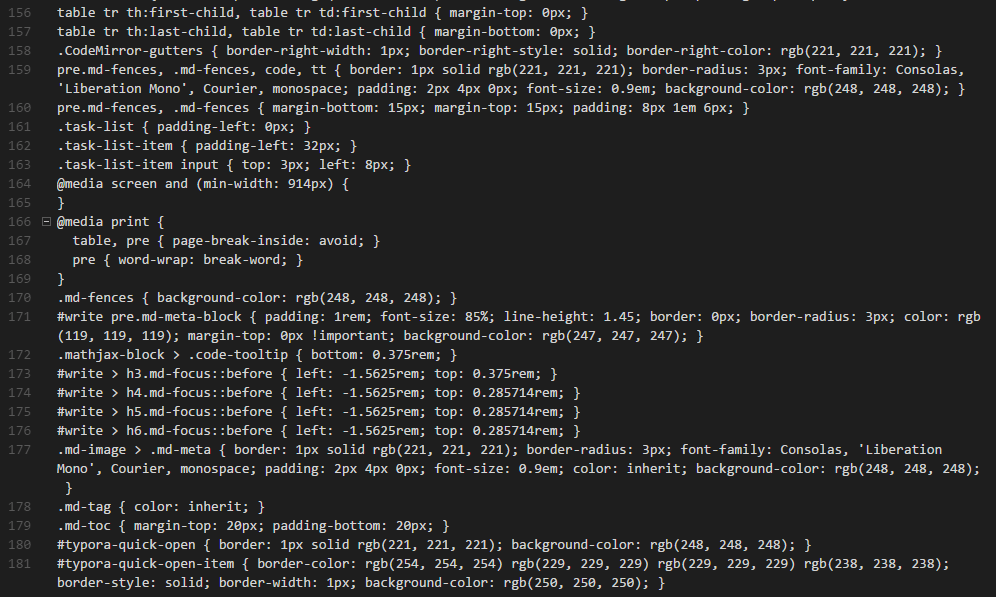 156 table tr th:first-child, table tr td:first-child { margin-top: 0px; }
157 table tr th:last-child, table tr td:last-child { margin-bottom: 0px; }
158 .CodeMirror-gutters { border-right-width: 1px; border-right-style: solid; border-right-color: rgb(221, 221, 221); }
159 pre.md-fences, .md-fences, code, tt { border: 1px solid rgb(221, 221, 221); border-radius: 3px; font-family: Consolas,
'Liberation Mono', Courier, monospace; padding: 2px 4px 0px; font-size: 0.9em; background-color: rgb(248, 248, 248); }
160 pre.md-fences, .md-fences { margin-bottom: 15px; margin-top: 15px; padding: 8px 1em 6px; }
161 .task-list { padding-left: 0px; }
162 .task-list-item { padding-left: 32px; }
163 .task-list-item input { top: 3px; left: 8px; }
164 @media screen and (min-width: 914px) {
165 }
166 @media print {
167   table, pre { page-break-inside: avoid; }
168   pre { word-wrap: break-word; }
169 }
170 .md-fences { background-color: rgb(248, 248, 248); }
171 #write pre.md-meta-block { padding: 1rem; font-size: 85%; line-height: 1.45; border: 0px; border-radius: 3px; color: rgb
(119, 119, 119); margin-top: 0px !important; background-color: rgb(247, 247, 247); }
172 .mathjax-block > .code-tooltip { bottom: 0.375rem; }
173 #write > h3.md-focus::before { left: -1.5625rem; top: 0.375rem; }
174 #write > h4.md-focus::before { left: -1.5625rem; top: 0.285714rem; }
175 #write > h5.md-focus::before { left: -1.5625rem; top: 0.285714rem; }
176 #write > h6.md-focus::before { left: -1.5625rem; top: 0.285714rem; }
177 .md-image > .md-meta { border: 1px solid rgb(221, 221, 221); border-radius: 3px; font-family: Consolas, 'Liberation
Mono', Courier, monospace; padding: 2px 4px 0px; font-size: 0.9em; color: inherit; background-color: rgb(248, 248, 248);
}
178 .md-tag { color: inherit; }
179 .md-toc { margin-top: 20px; padding-bottom: 20px; }
180 #typora-quick-open { border: 1px solid rgb(221, 221, 221); background-color: rgb(248, 248, 248); }
181 #typora-quick-open-item { border-color: rgb(254, 254, 254) rgb(229, 229, 229) rgb(229, 229, 229) rgb(238, 238, 238);
border-style: solid; border-width: 1px; background-color: rgb(250, 250, 250); }